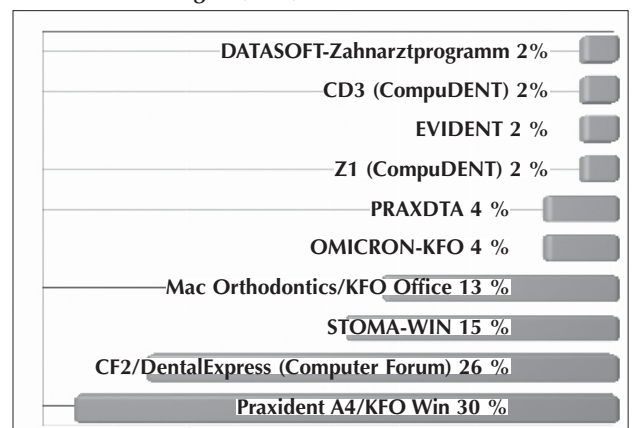 DATASOFT-Zahnarztprogramm 2%
CD3 (CompuDENT) 2%
EVIDENT 2 %
Z1 (CompuDENT) 2 %
PRAXDTA 4 %
OMICRON-KFO 4 %
Mac Orthodontics/KFO Office 13 %
STOMA-WIN 15 %
CF2/DentalExpress (Computer Forum) 26 %
Praxident A4/KFO Win 30 %